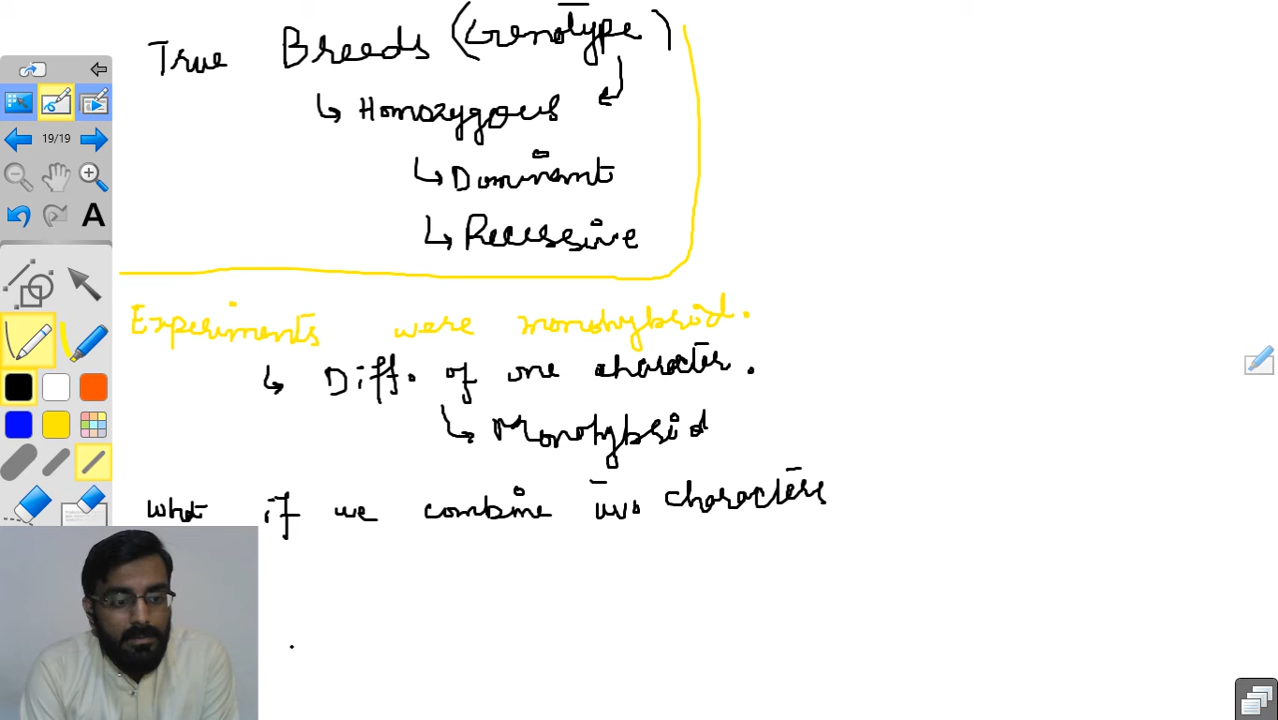 True Breeds (Genotype)
↳ Homozygous
↳ Dominant
↳ Recessive
19/19
A
Experiments were monohybrid.
↳ Diff. of one character.
↳ Monohybrid
What if we combine two characters